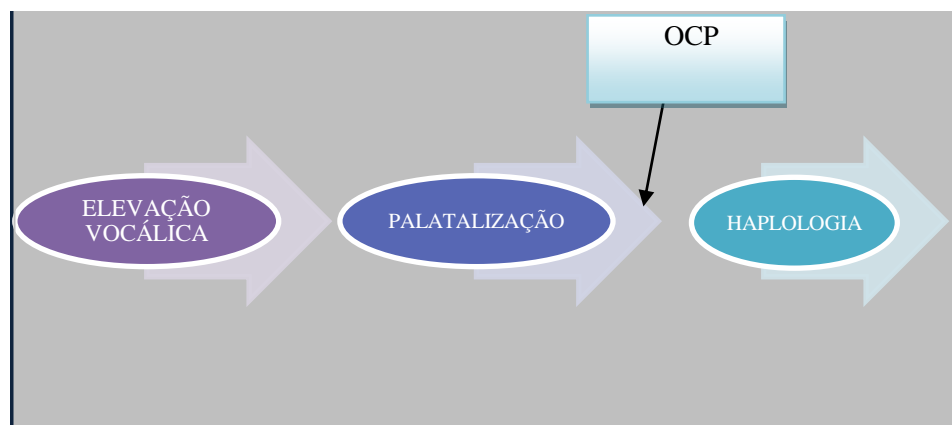 OCP
ELEVAÇÃO
VOCÁLICA
PALATALIZAÇÃO
HAPLOLOGIA